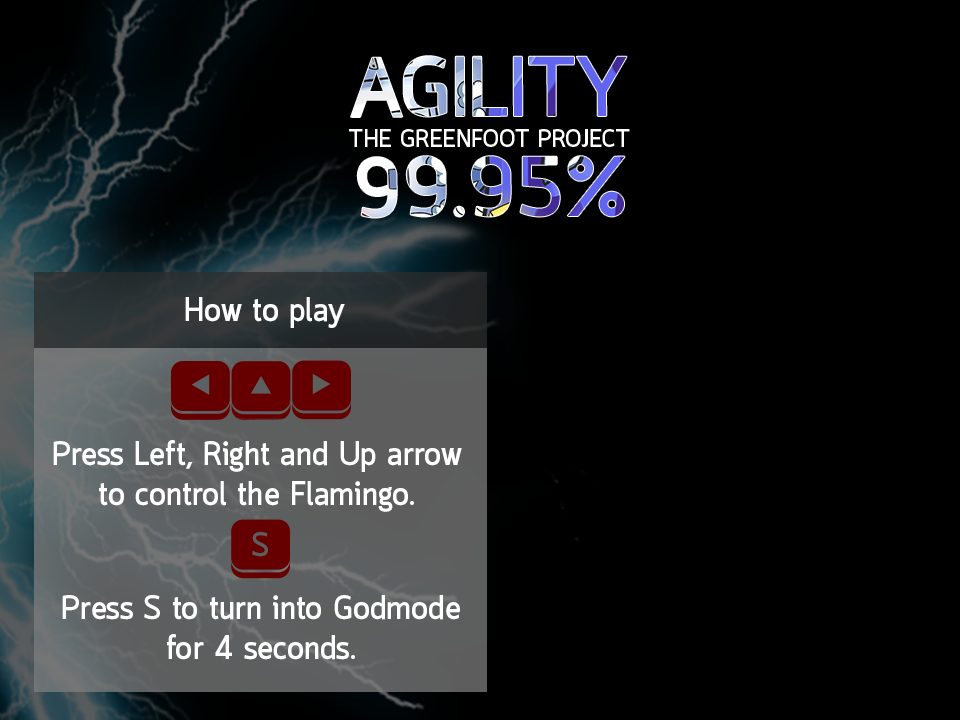 AGILITY
THE GREENFOOT PROJECT
99.95%
How to play
Press Left, Right and Up arrow
to control the Flamingo.
S
Press S to turn into Godmode
for 4 seconds.